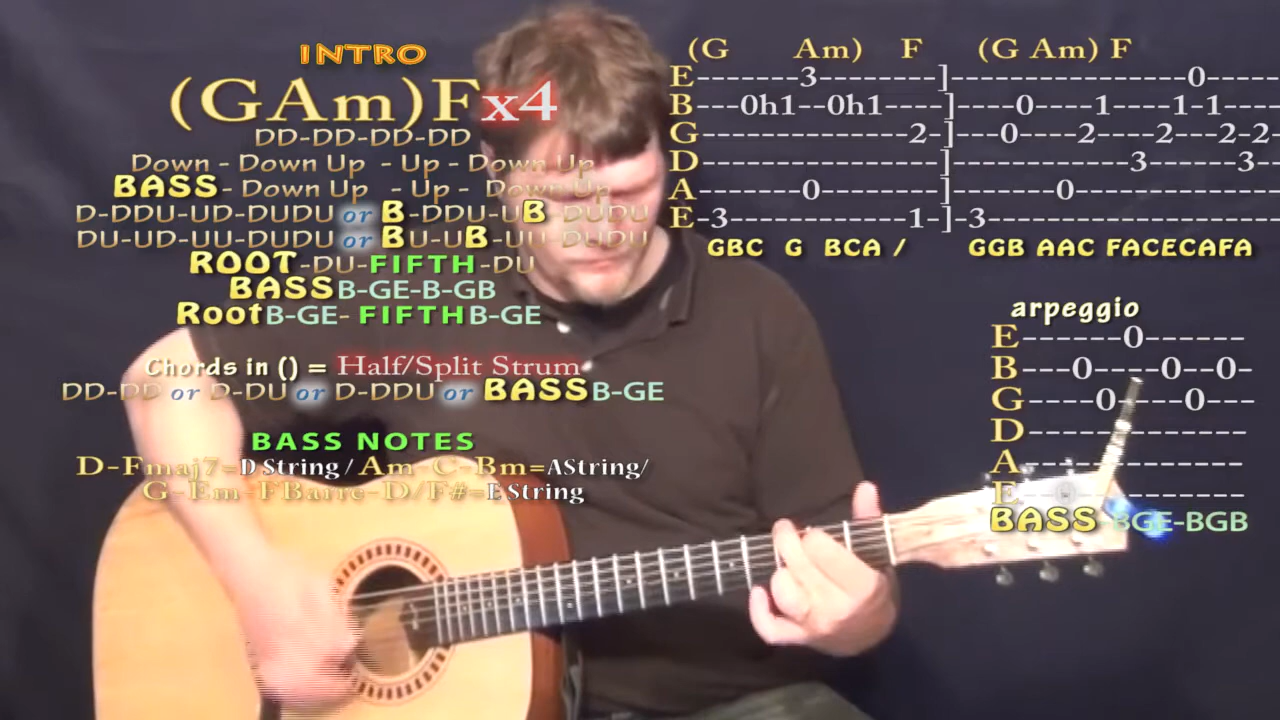 INTRO
(GAm)Fx4
DD-DD-DD-DD
Down - Down Up - Up - Down Up
BASS - Down Up - Up - Down Up
D-DDU-UD-DUDU or B-DDU-UB-DUDU
DU-UD-UU-DUDU or BU-UB-UU-DUDU
ROOT-DU-FIFTH-DU
BASSB-GE-B-GB
RootB-GE- FIFTHB-GE
Chords in () = Half/Split Strum
DD-DD or D-DU or D-DDU or BASSB-GE
BASS NOTES
D-Fmaj7=D String / Am-C-Bm=AString/
G-Em-FBarre-D/F#=E String
(G Am) F (G Am) F
E-------3--------]----------------0-----
B---0h1--0h1----]----0----1----1-1----
G--------------2-]---0----2----2---2-2-
D----------------]------------3------3---
A-------0--------]-------0---------------
E-3------------1-]-3---------------------
GBC G BCA / GGB AAC FACECAFA
arpeggio
E------0------
B---0----0--0-
G----0----0---
D------------
A------------
E------------
BASS-BGE-BGB